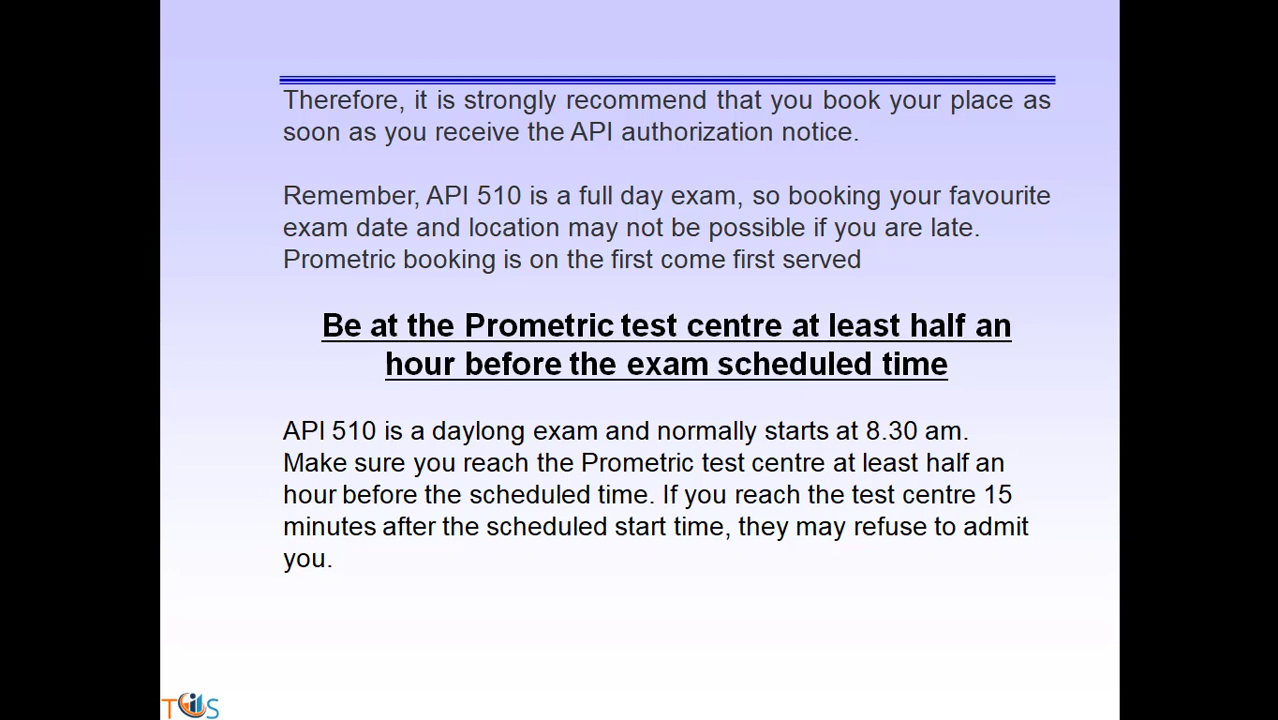 Therefore, it is strongly recommend that you book your place as
soon as you receive the API authorization notice.
Remember, API 510 is a full day exam, so booking your favourite
exam date and location may not be possible if you are late.
Prometric booking is on the first come first served
Be at the Prometric test centre at least half an
hour before the exam scheduled time
API 510 is a daylong exam and normally starts at 8.30 am.
Make sure you reach the Prometric test centre at least half an
hour before the scheduled time. If you reach the test centre 15
minutes after the scheduled start time, they may refuse to admit
you.